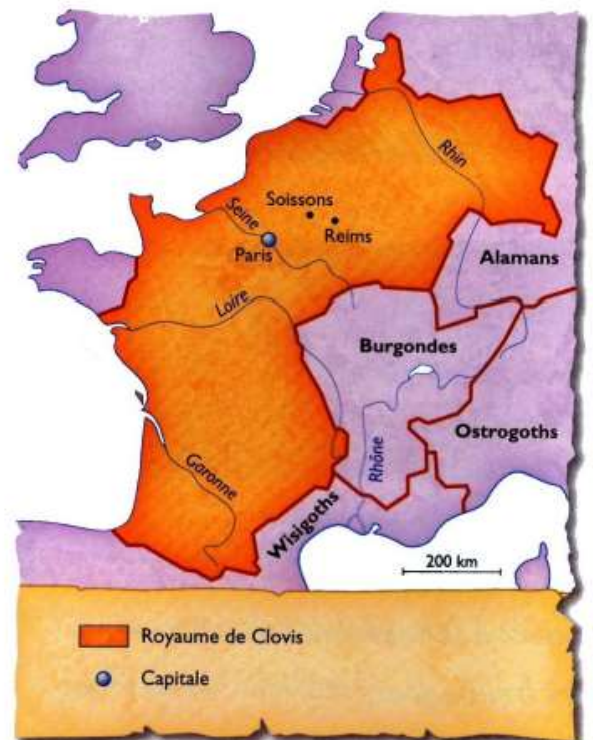 Rhin
Soissons
Seine
Reims
Paris
Alamans
Loire
Burgondes
Ostrogoths
Rhône
Garonne
Wisigoths
200 km
Royaume de Clovis
Capitale